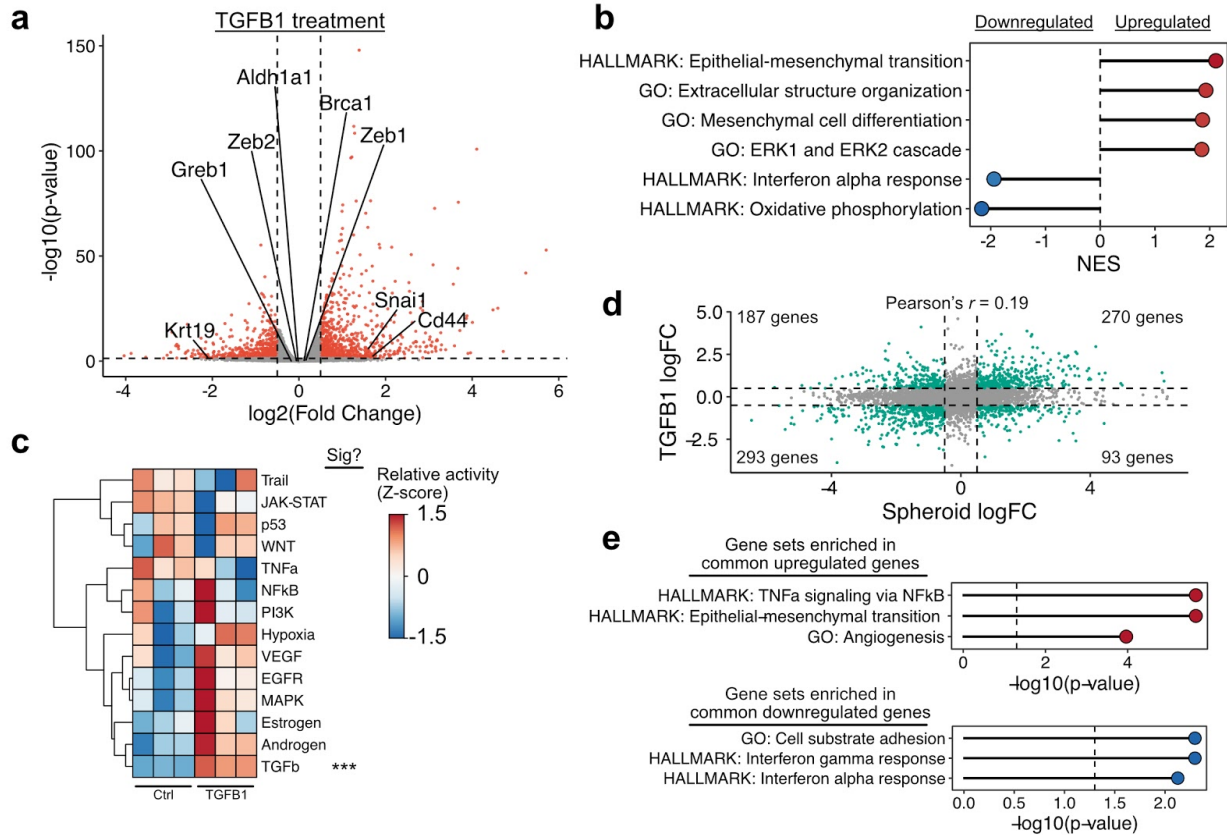 a
TGFB1 treatment
150
100
50
0
-log10(p-value)
Aldh1a1
Brca1
Zeb2
Zeb1
Greb1
Snai1
Cd44
Krt19
-4
-2
0
2
4
6
log2(Fold Change)
b
Downregulated
Upregulated
HALLMARK: Epithelial-mesenchymal transition
GO: Extracellular structure organization
GO: Mesenchymal cell differentiation
GO: ERK1 and ERK2 cascade
HALLMARK: Interferon alpha response
HALLMARK: Oxidative phosphorylation
-2
-1
0
1
2
NES
c
Sig?
Trail
JAK-STAT
p53
WNT
TNFa
NFkB
PI3K
Hypoxia
VEGF
EGFR
MAPK
Estrogen
Androgen
TGFb
***
Ctrl
TGFB1
Relative activity
(Z-score)
1.5
0
-1.5
d
Pearson's r = 0.19
187 genes
270 genes
293 genes
93 genes
5.0
2.5
0.0
-2.5
TGFB1 logFC
-4
0
4
Spheroid logFC
e
Gene sets enriched in
common upregulated genes
HALLMARK: TNFa signaling via NFkB
HALLMARK: Epithelial-mesenchymal transition
GO: Angiogenesis
0
2
4
-log10(p-value)
Gene sets enriched in
common downregulated genes
GO: Cell substrate adhesion
HALLMARK: Interferon gamma response
HALLMARK: Interferon alpha response
0.0
0.5
1.0
1.5
2.0
-log10(p-value)